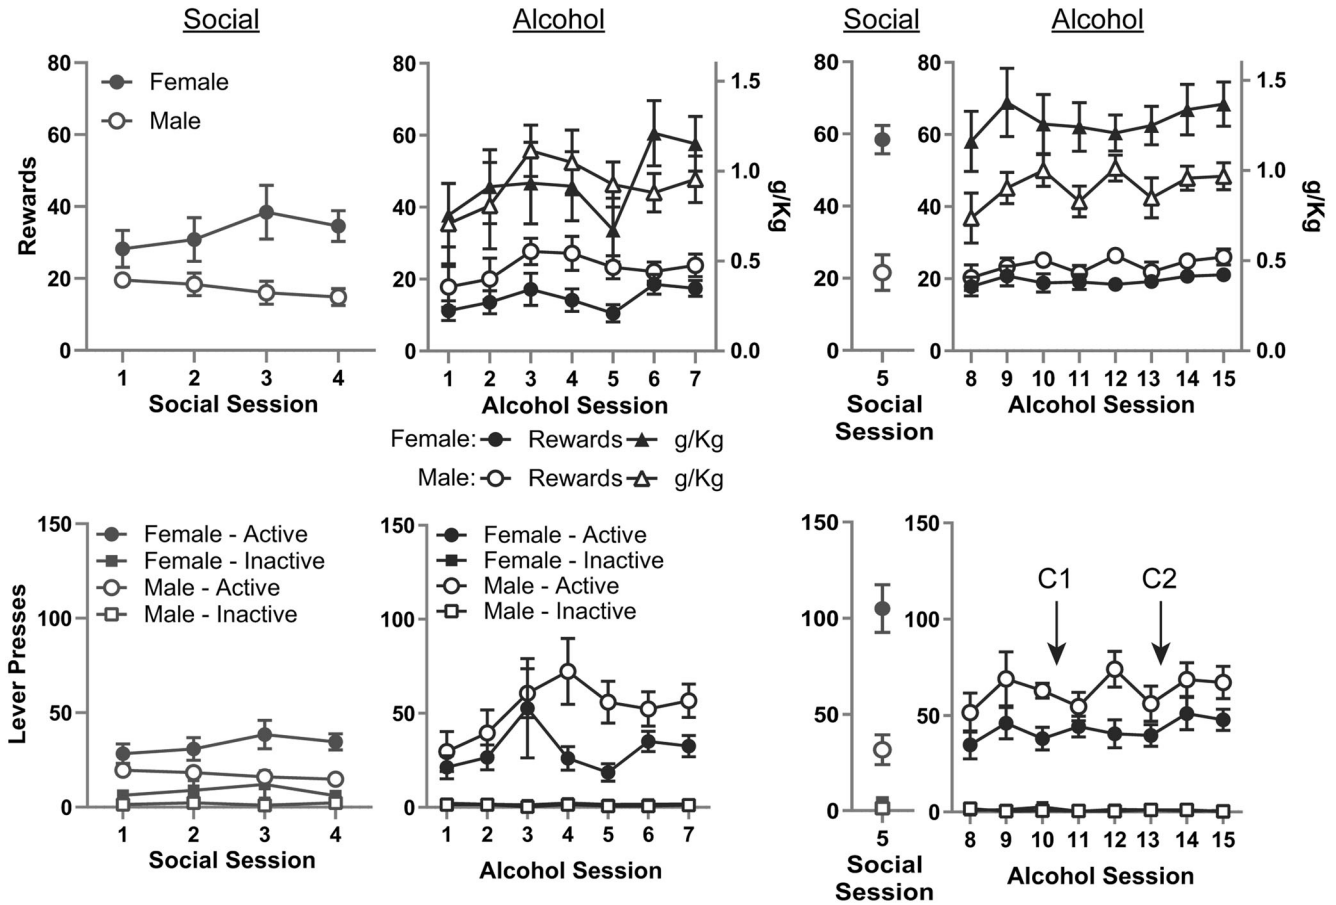 Social
Alcohol
Social
Alcohol
80
60
40
20
0
Rewards
Female
Male
1 2 3 4
Social Session
80
60
40
20
0
1.5
1.0
0.5
0.0
g/Kg
1 2 3 4 5 6 7
Alcohol Session
80
60
40
20
0
5
Social
Session
80
60
40
20
0
1.5
1.0
0.5
0.0
g/Kg
8 9 10 11 12 13 14 15
Alcohol Session
Female: Rewards g/Kg
Male: Rewards g/Kg
150
100
50
0
Lever Presses
Female - Active
Female - Inactive
Male - Active
Male - Inactive
1 2 3 4
Social Session
150
100
50
0
Female - Active
Female - Inactive
Male - Active
Male - Inactive
1 2 3 4 5 6 7
Alcohol Session
150
100
50
0
5
Social
Session
150
100
50
0
C1 C2
8 9 10 11 12 13 14 15
Alcohol Session